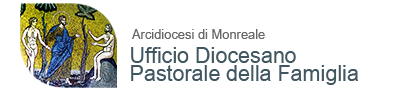 Arcidiocesi di Monreale
Ufficio Diocesano
Pastorale della Famiglia